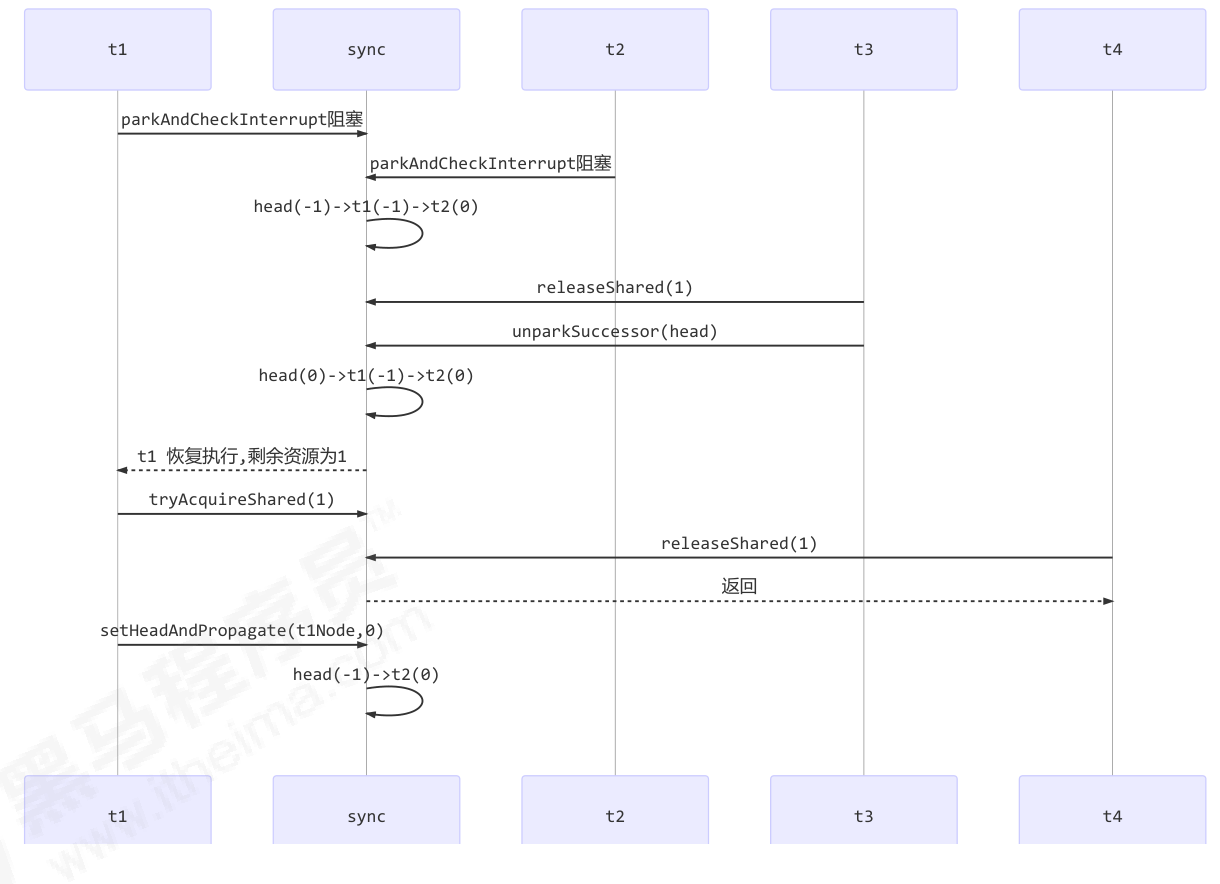 t1 sync t2 t3 t4
parkAndCheckInterrupt阻塞
parkAndCheckInterrupt阻塞
head(-1)->t1(-1)->t2(0)
releaseShared(1)
unparkSuccessor(head)
head(0)->t1(-1)->t2(0)
t1 恢复执行,剩余资源为1
tryAcquireShared(1)
releaseShared(1)
返回
setHeadAndPropagate(t1Node,0)
head(-1)->t2(0)
t1 sync t2 t3 t4
黑马程序员™
www.itheima.com